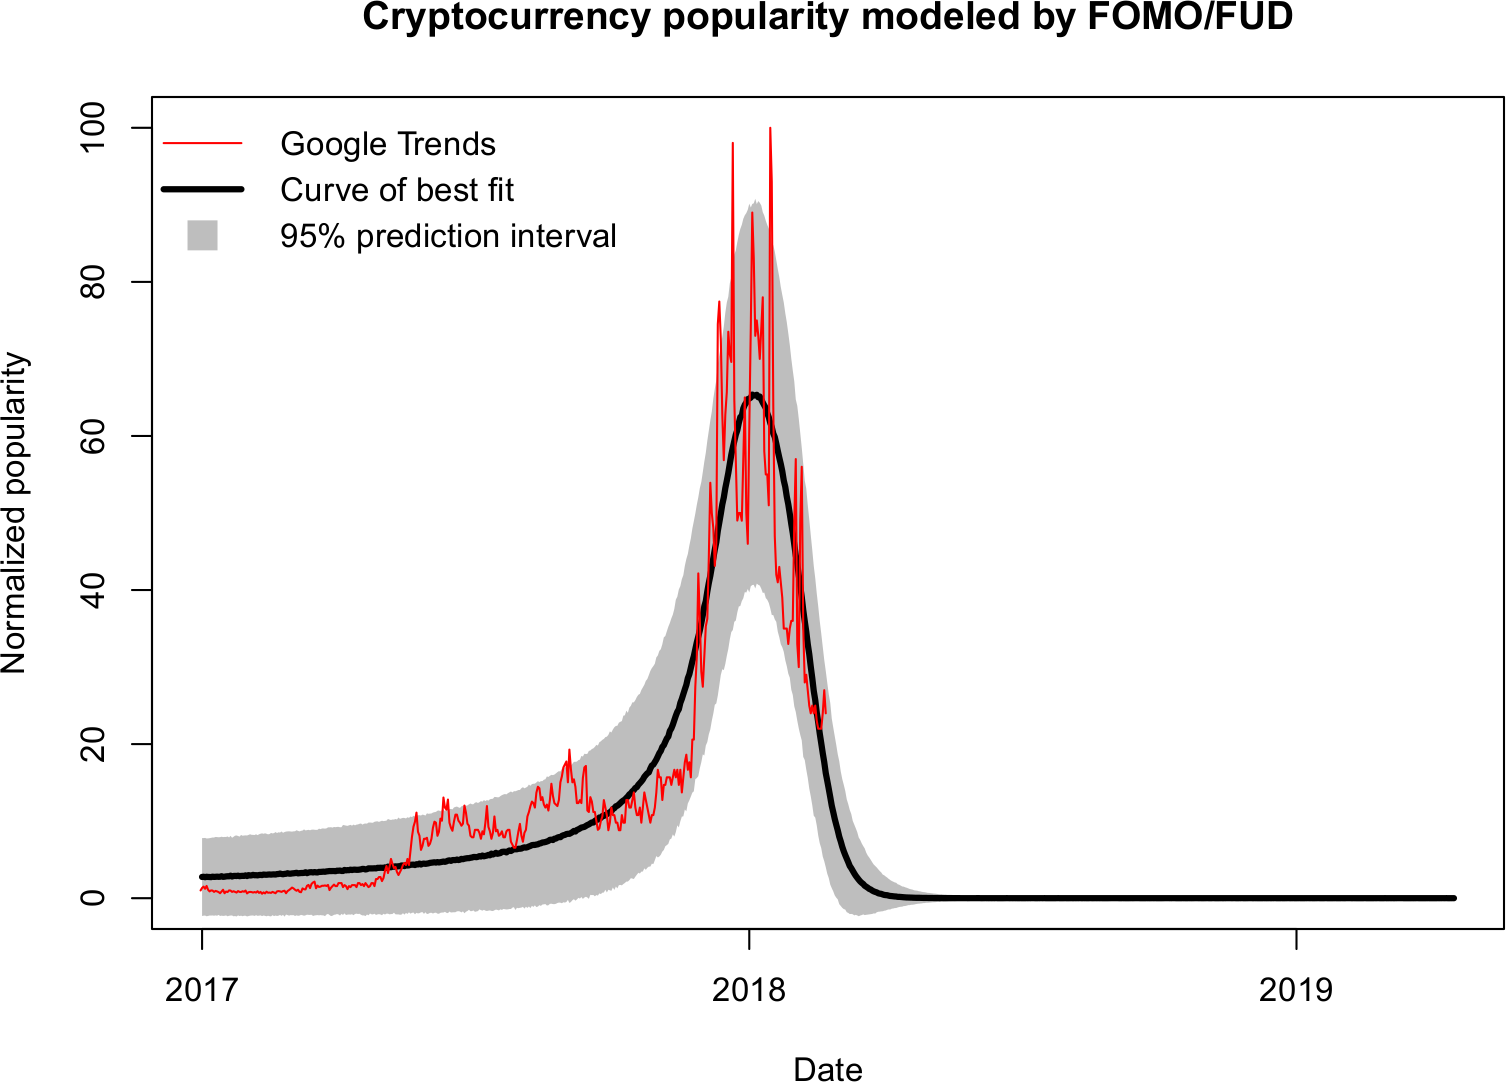 Cryptocurrency popularity modeled by FOMO/FUD
Google Trends
Curve of best fit
95% prediction interval
Normalized popularity
100
80
60
40
20
0
2017 2018 2019
Date